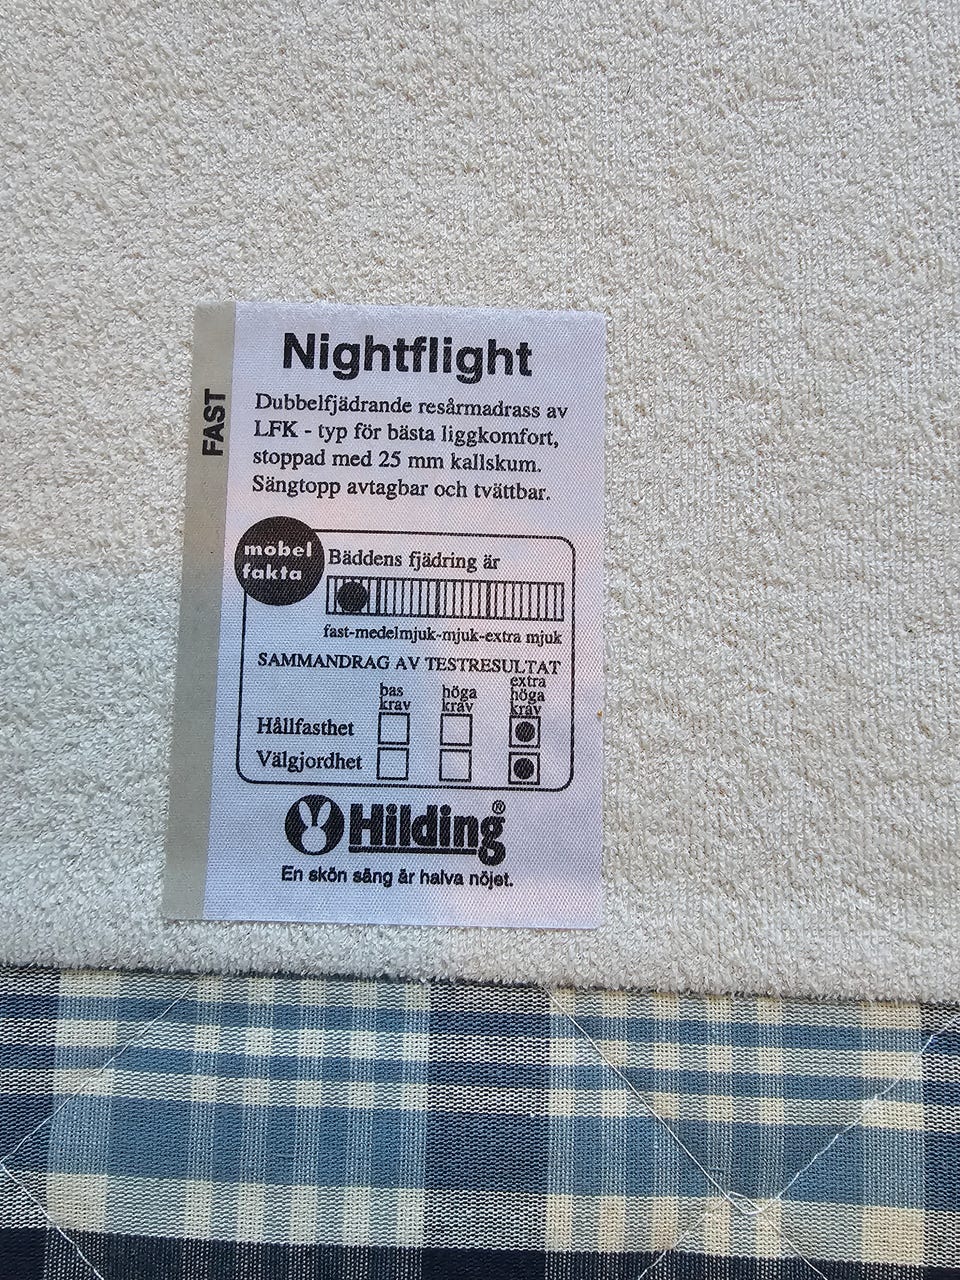 Nightflight
FAST
Dubbelfjädrande resårmadrass av
LFK - typ för bästa liggkomfort,
stoppad med 25 mm kallskum.
Sängtopp avtagbar och tvättbar.
möbel
fakta
Bäddens fjädring är
fast-medelmjuk-mjuk-extra mjuk
SAMMANDRAG AV TESTRESULTAT
bas krav
höga krav
extra höga krav
Hållfasthet
Välgjordhet
Hilding®
En skön säng är halva nöjet.